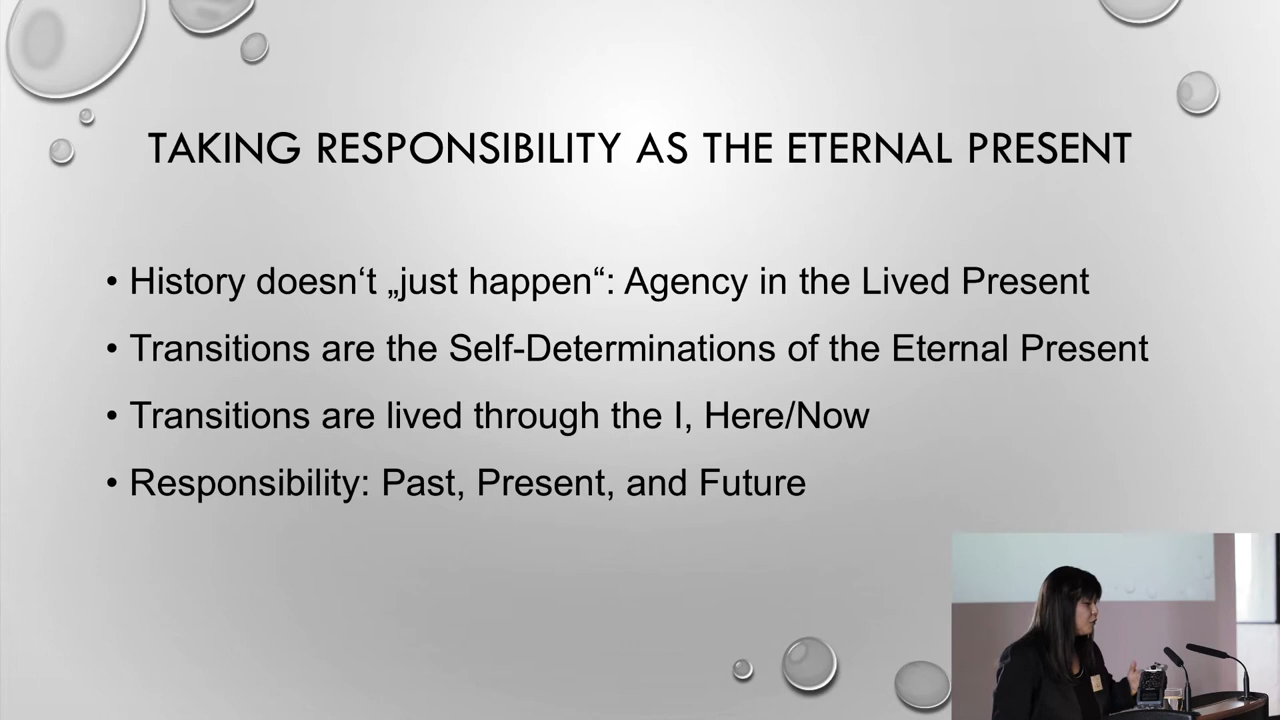 TAKING RESPONSIBILITY AS THE ETERNAL PRESENT
• History doesn‘t „just happen“: Agency in the Lived Present
• Transitions are the Self-Determinations of the Eternal Present
• Transitions are lived through the I, Here/Now
• Responsibility: Past, Present, and Future